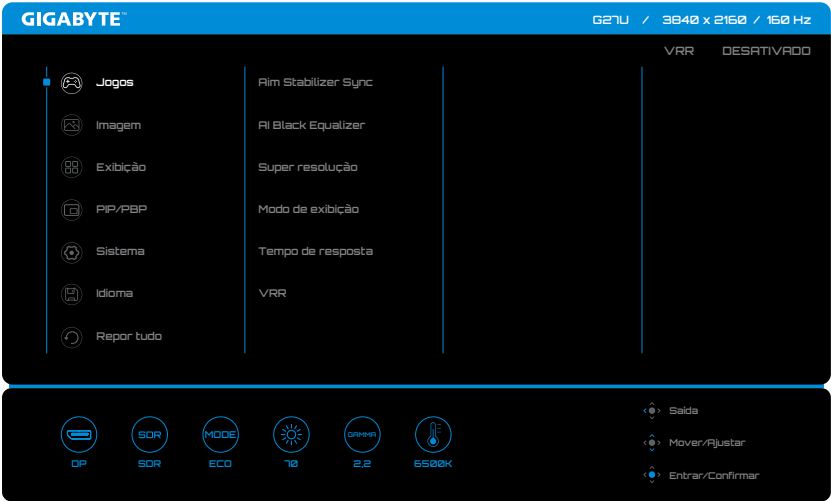 GIGABYTE™ G27U / 3840 x 2160 / 160 Hz
VRR DESATIVADO
Jogos Aim Stabilizer Sync
Imagem AI Black Equalizer
Exibição Super resolução
PIP/PBP Modo de exibição
Sistema Tempo de resposta
Idioma VRR
Repor tudo
Saída
SDR MODE GAMMA
Mover/Ajustar
DP SDR ECO 70 2.2 6500K
Entrar/Confirmar